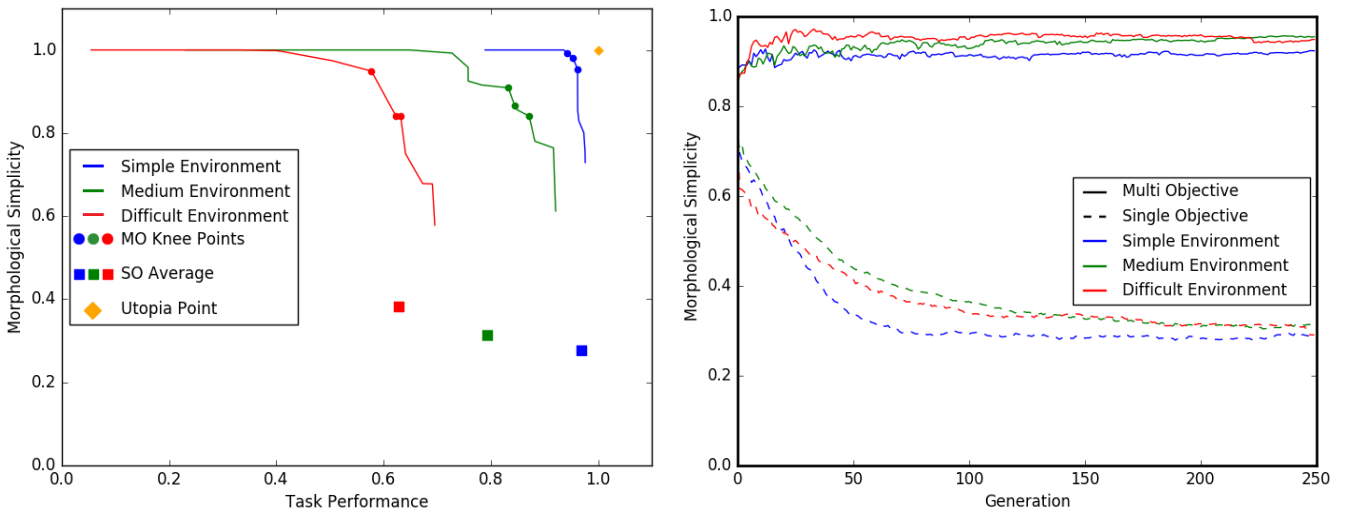 Morphological Simplicity
1.0
0.8
0.6
0.4
0.2
0.0
Simple Environment
Medium Environment
Difficult Environment
MO Knee Points
SO Average
Utopia Point
0.0 0.2 0.4 0.6 0.8 1.0
Task Performance
Morphological Simplicity
1.0
0.8
0.6
0.4
0.2
0.0
Multi Objective
Single Objective
Simple Environment
Medium Environment
Difficult Environment
0 50 100 150 200 250
Generation